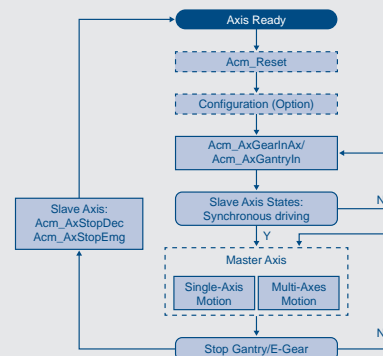 Axis Ready
Acm_Reset
Configuration (Option)
Acm_AxGearInAx/
Acm_AxGantryIn
Slave Axis:
Acm_AxStopDec
Acm_AxStopEmg
Slave Axis States:
Synchronous driving
N
Y
Master Axis
Single-Axis
Motion
Multi-Axes
Motion
N
Stop Gantry/E-Gear